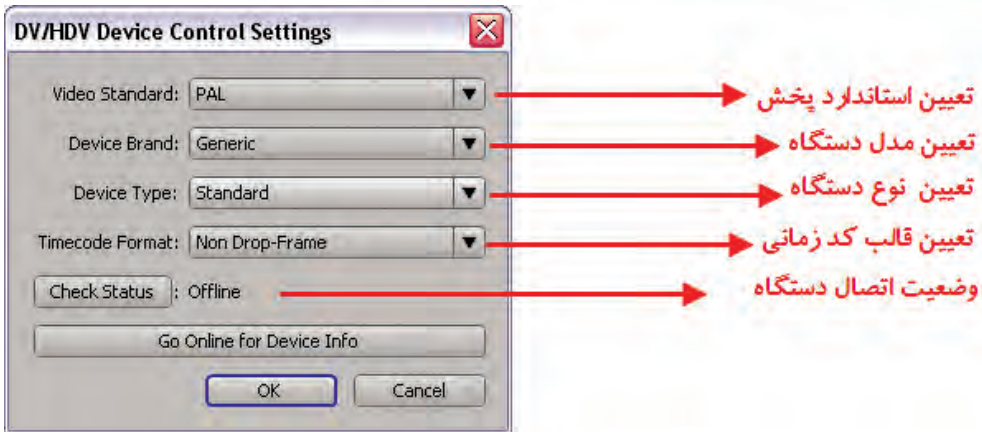 DV/HDV Device Control Settings
Video Standard: PAL
تعیین استاندارد پخش
Device Brand: Generic
تعیین مدل دستگاه
Device Type: Standard
تعیین نوع دستگاه
Timecode Format: Non Drop-Frame
تعیین قالب کد زمانی
Check Status : Offline
وضعیت اتصال دستگاه
Go Online for Device Info
OK Cancel